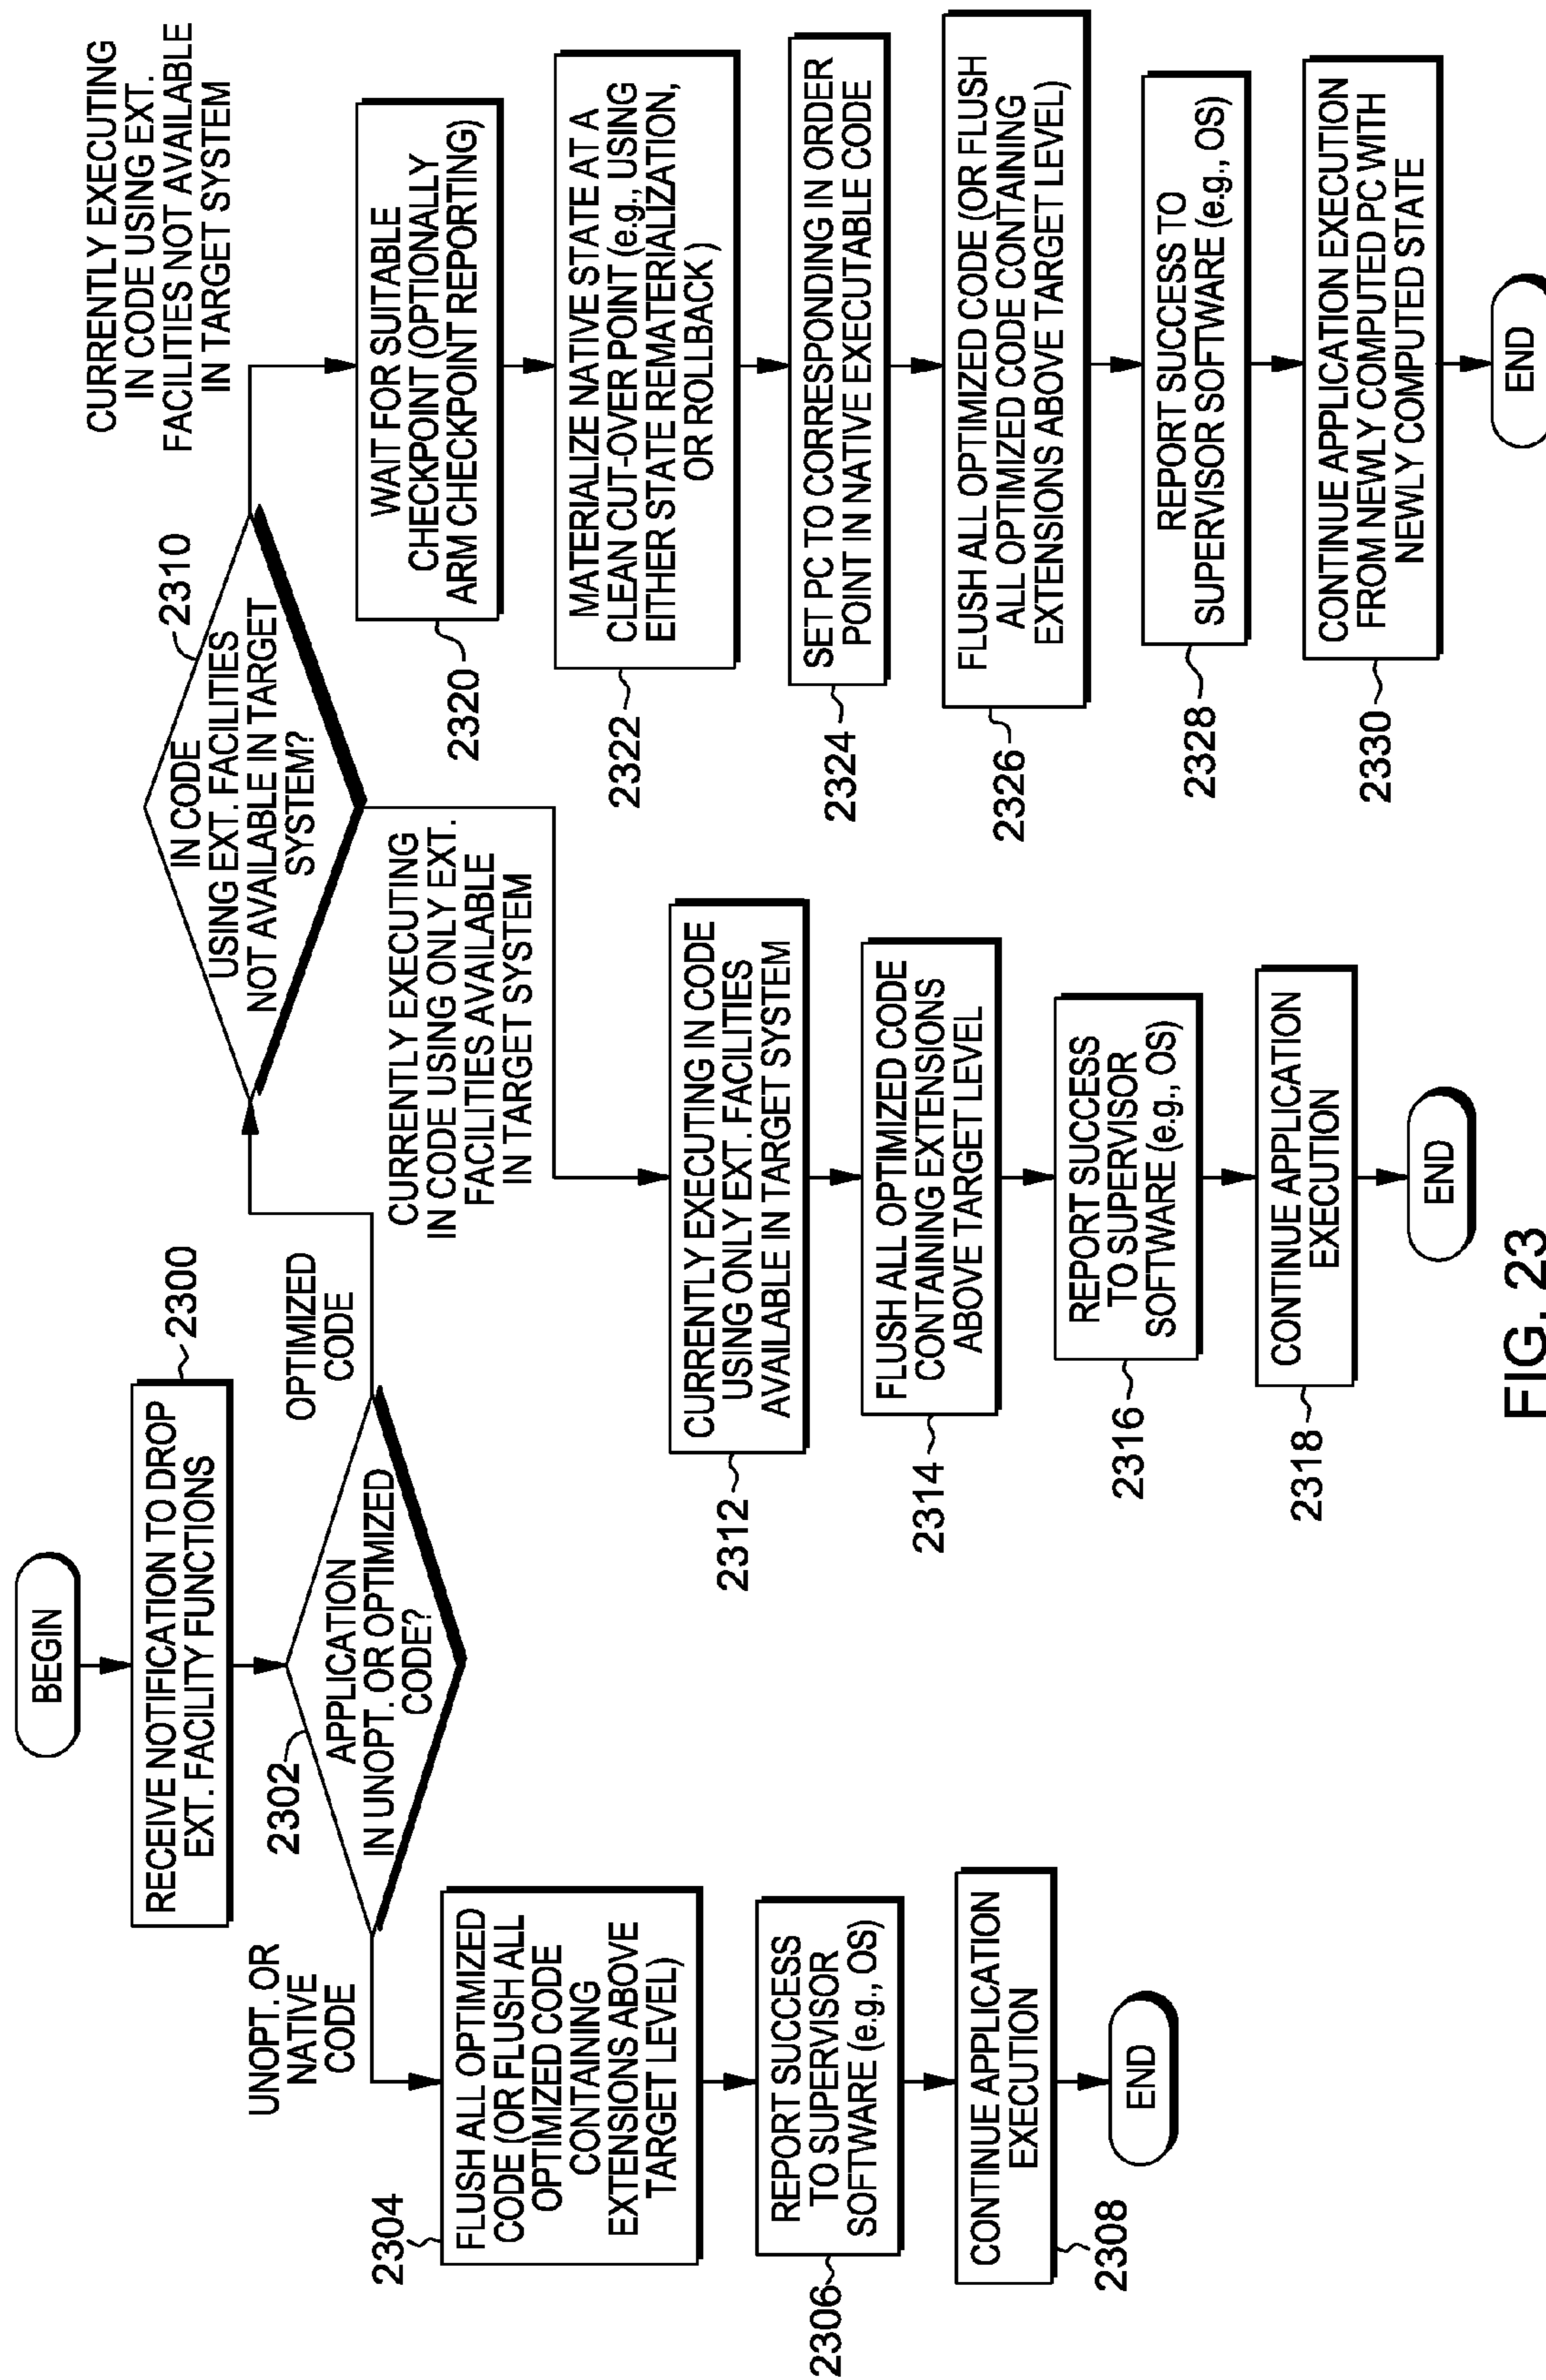 BEGIN
RECEIVE NOTIFICATION TO DROP
EXT. FACILITY FUNCTIONS
2300
2302
APPLICATION
IN UNOPT. OR OPTIMIZED
CODE?
UNOPT. OR
NATIVE
CODE
OPTIMIZED
CODE
2304
FLUSH ALL OPTIMIZED
CODE (OR FLUSH ALL
OPTIMIZED CODE
CONTAINING
EXTENSIONS ABOVE
TARGET LEVEL)
2306
REPORT SUCCESS
TO SUPERVISOR
SOFTWARE (e.g., OS)
2308
CONTINUE APPLICATION
EXECUTION
END
2310
IN CODE
USING EXT. FACILITIES
NOT AVAILABLE IN TARGET
SYSTEM?
CURRENTLY EXECUTING
IN CODE USING ONLY EXT.
FACILITIES AVAILABLE
IN TARGET SYSTEM
2312
CURRENTLY EXECUTING IN CODE
USING ONLY EXT. FACILITIES
AVAILABLE IN TARGET SYSTEM
2314
FLUSH ALL OPTIMIZED CODE
CONTAINING EXTENSIONS
ABOVE TARGET LEVEL
2316
REPORT SUCCESS
TO SUPERVISOR
SOFTWARE (e.g., OS)
2318
CONTINUE APPLICATION
EXECUTION
END
CURRENTLY EXECUTING
IN CODE USING EXT.
FACILITIES NOT AVAILABLE
IN TARGET SYSTEM
2320
WAIT FOR SUITABLE
CHECKPOINT (OPTIONALLY
ARM CHECKPOINT REPORTING)
2322
MATERIALIZE NATIVE STATE AT A
CLEAN CUT-OVER POINT (e.g., USING
EITHER STATE REMATERIALIZATION,
OR ROLLBACK )
2324
SET PC TO CORRESPONDING IN ORDER
POINT IN NATIVE EXECUTABLE CODE
2326
FLUSH ALL OPTIMIZED CODE (OR FLUSH
ALL OPTIMIZED CODE CONTAINING
EXTENSIONS ABOVE TARGET LEVEL)
2328
REPORT SUCCESS TO
SUPERVISOR SOFTWARE (e.g., OS)
2330
CONTINUE APPLICATION EXECUTION
FROM NEWLY COMPUTED PC WITH
NEWLY COMPUTED STATE
END
FIG. 23